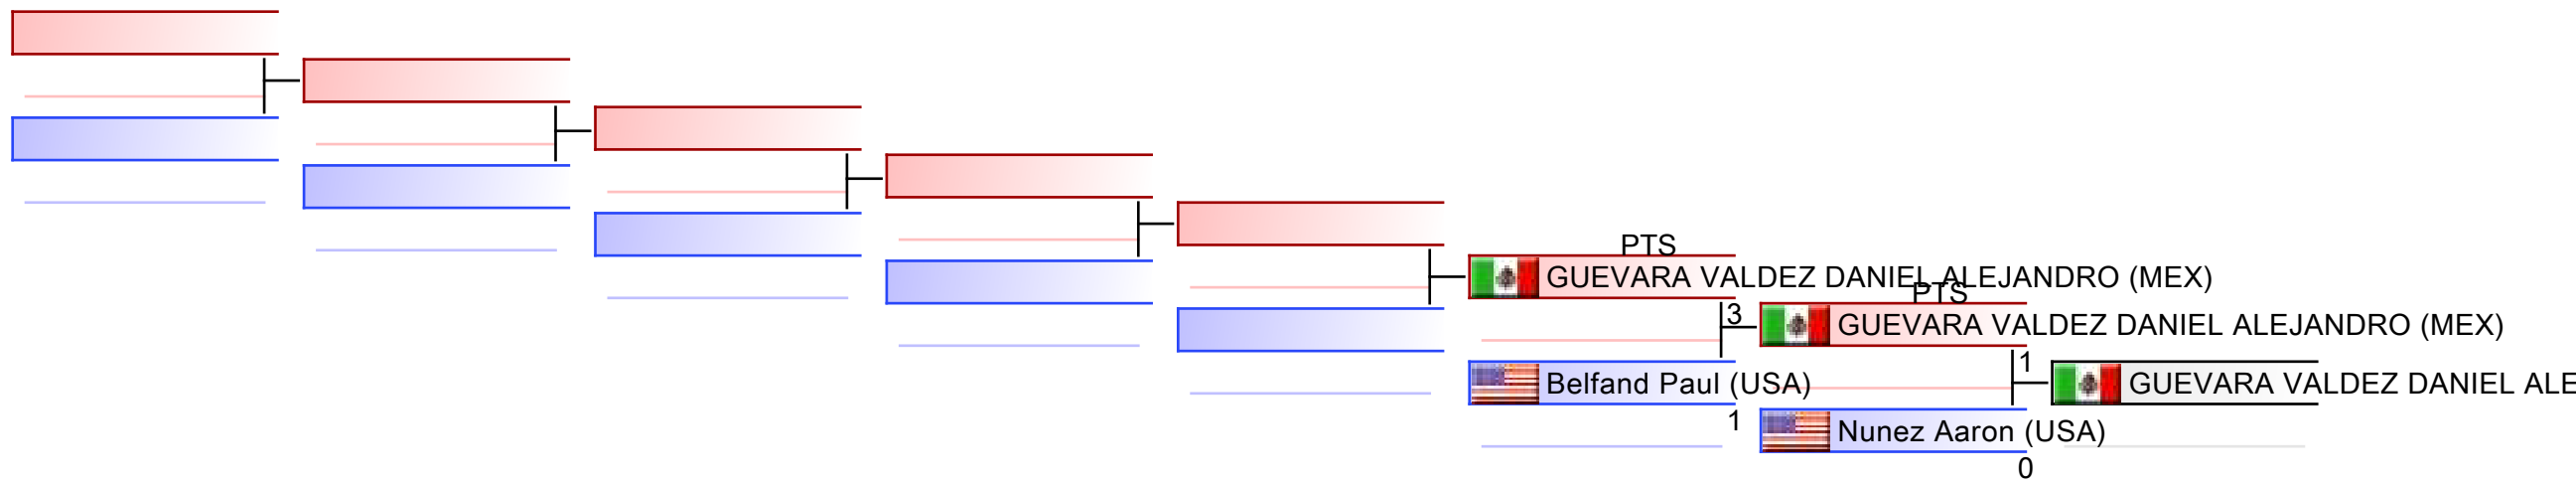 PTS
GUEVARA VALDEZ DANIEL ALEJANDRO (MEX)
PTS
3
GUEVARA VALDEZ DANIEL ALEJANDRO (MEX)
1
Belfand Paul (USA)
GUEVARA VALDEZ DANIEL ALE
1
Nunez Aaron (USA)
0